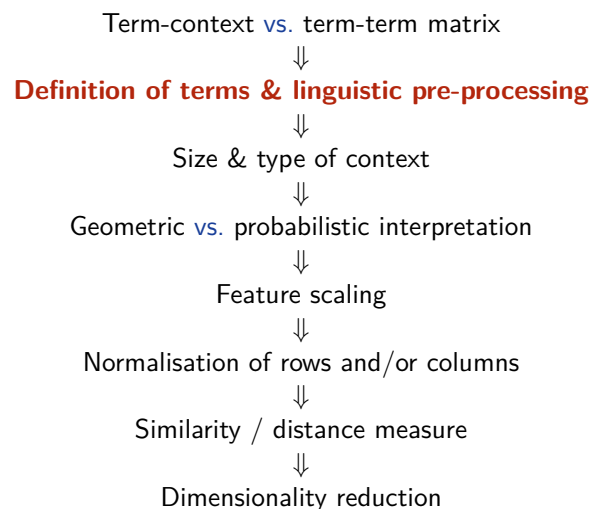 Term-context vs. term-term matrix
⇓
Definition of terms & linguistic pre-processing
⇓
Size & type of context
⇓
Geometric vs. probabilistic interpretation
⇓
Feature scaling
⇓
Normalisation of rows and/or columns
⇓
Similarity / distance measure
⇓
Dimensionality reduction